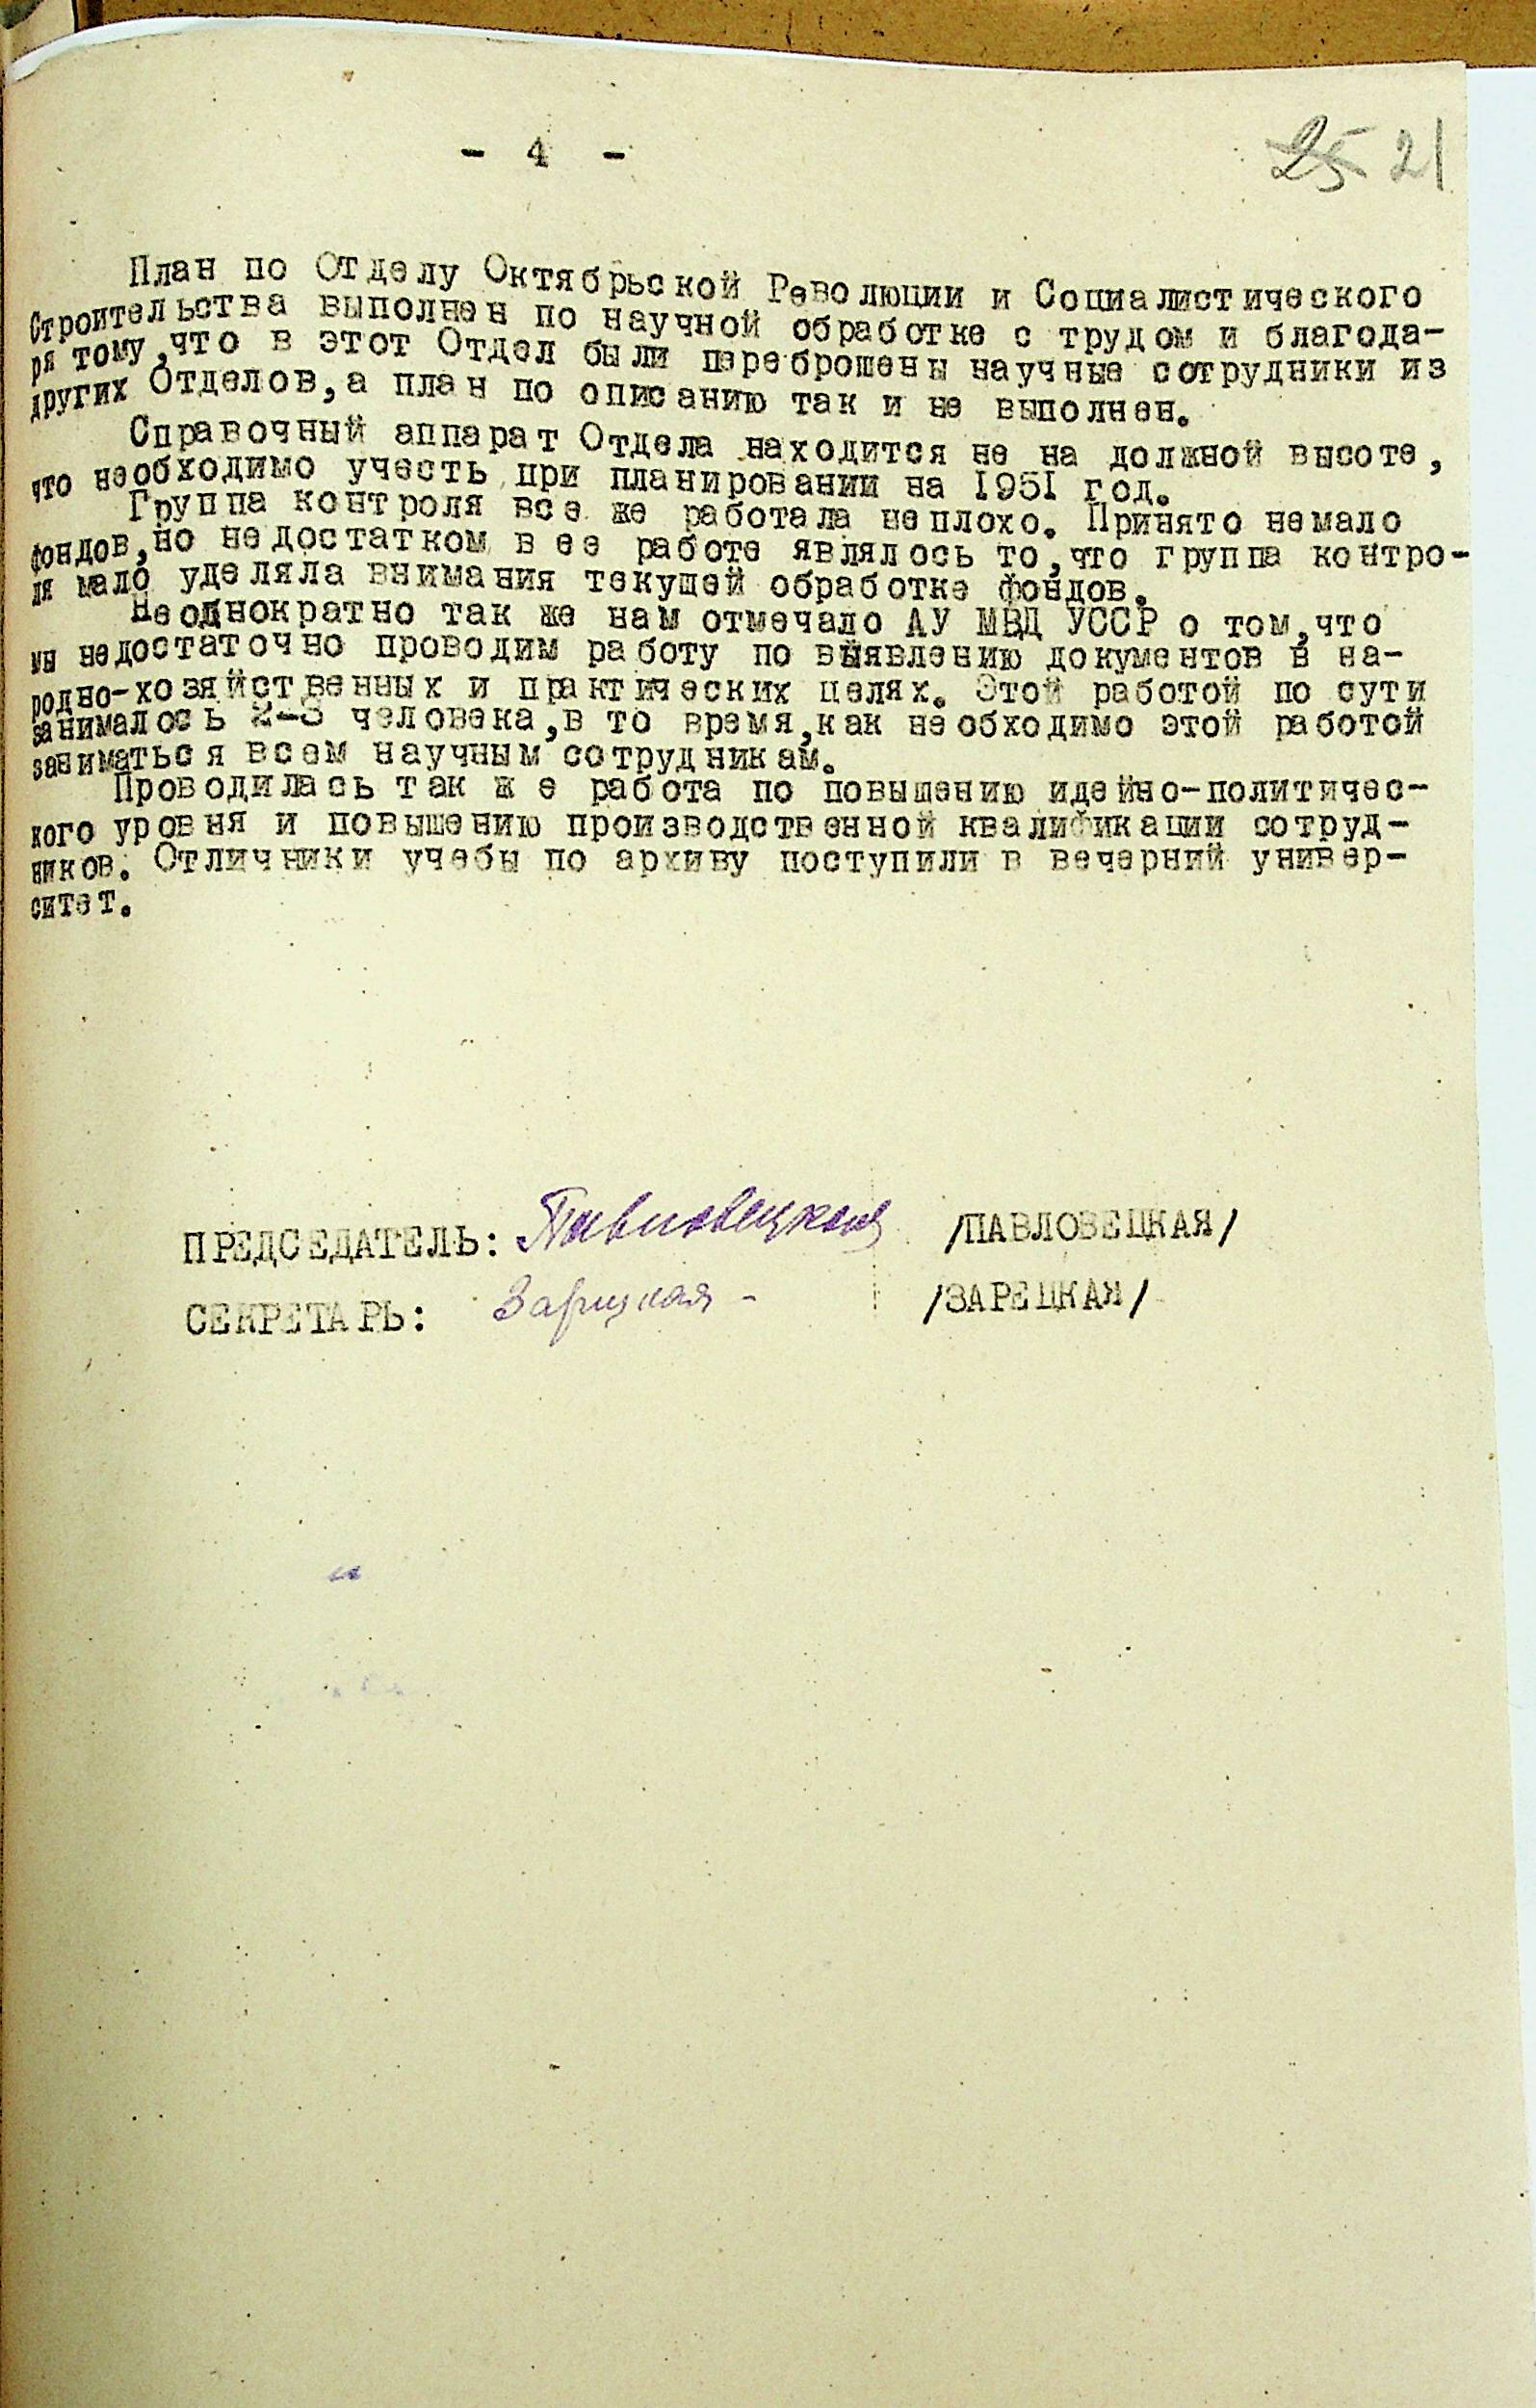 - 4 -
25 21
План по Отделу Октябрьской Революции и Социалистического
Строительства выполнен по научной обработке с трудом и благода-
ря тому,что в этот Отдел были переброшены научные сотрудники из
других Отделов,а план по описанию так и не выполнен.
Справочный аппарат Отдела находится не на должной высоте,
что необходимо учесть при планировании на 1951 год.
Группа контроля все же работала неплохо. Принято немало
фондов,но недостатком в ее работе являлось то,что группа контро-
ля мало уделяла внимания текущей обработке фондов.
Неоднократно так же нам отмечало АУ МВД УССР о том,что
мы недостаточно проводим работу по выявлению документов в на-
родно-хозяйственных и практических целях. Этой работой по сути
занималось 2-3 человека,в то время,как необходимо этой работой
заниматься всем научным сотрудникам.
Проводилась так же работа по повышению идейно-политичес-
кого уровня и повышению производственной квалификации сотруд-
ников. Отличники учебы по архиву поступили в вечерний универ-
ситет.
ПРЕДСЕДАТЕЛЬ: Павловецкая /ПАВЛОВЕЦКАЯ/
СЕКРЕТАРЬ: Зарицкая - /ЗАРЕЦКАЯ/